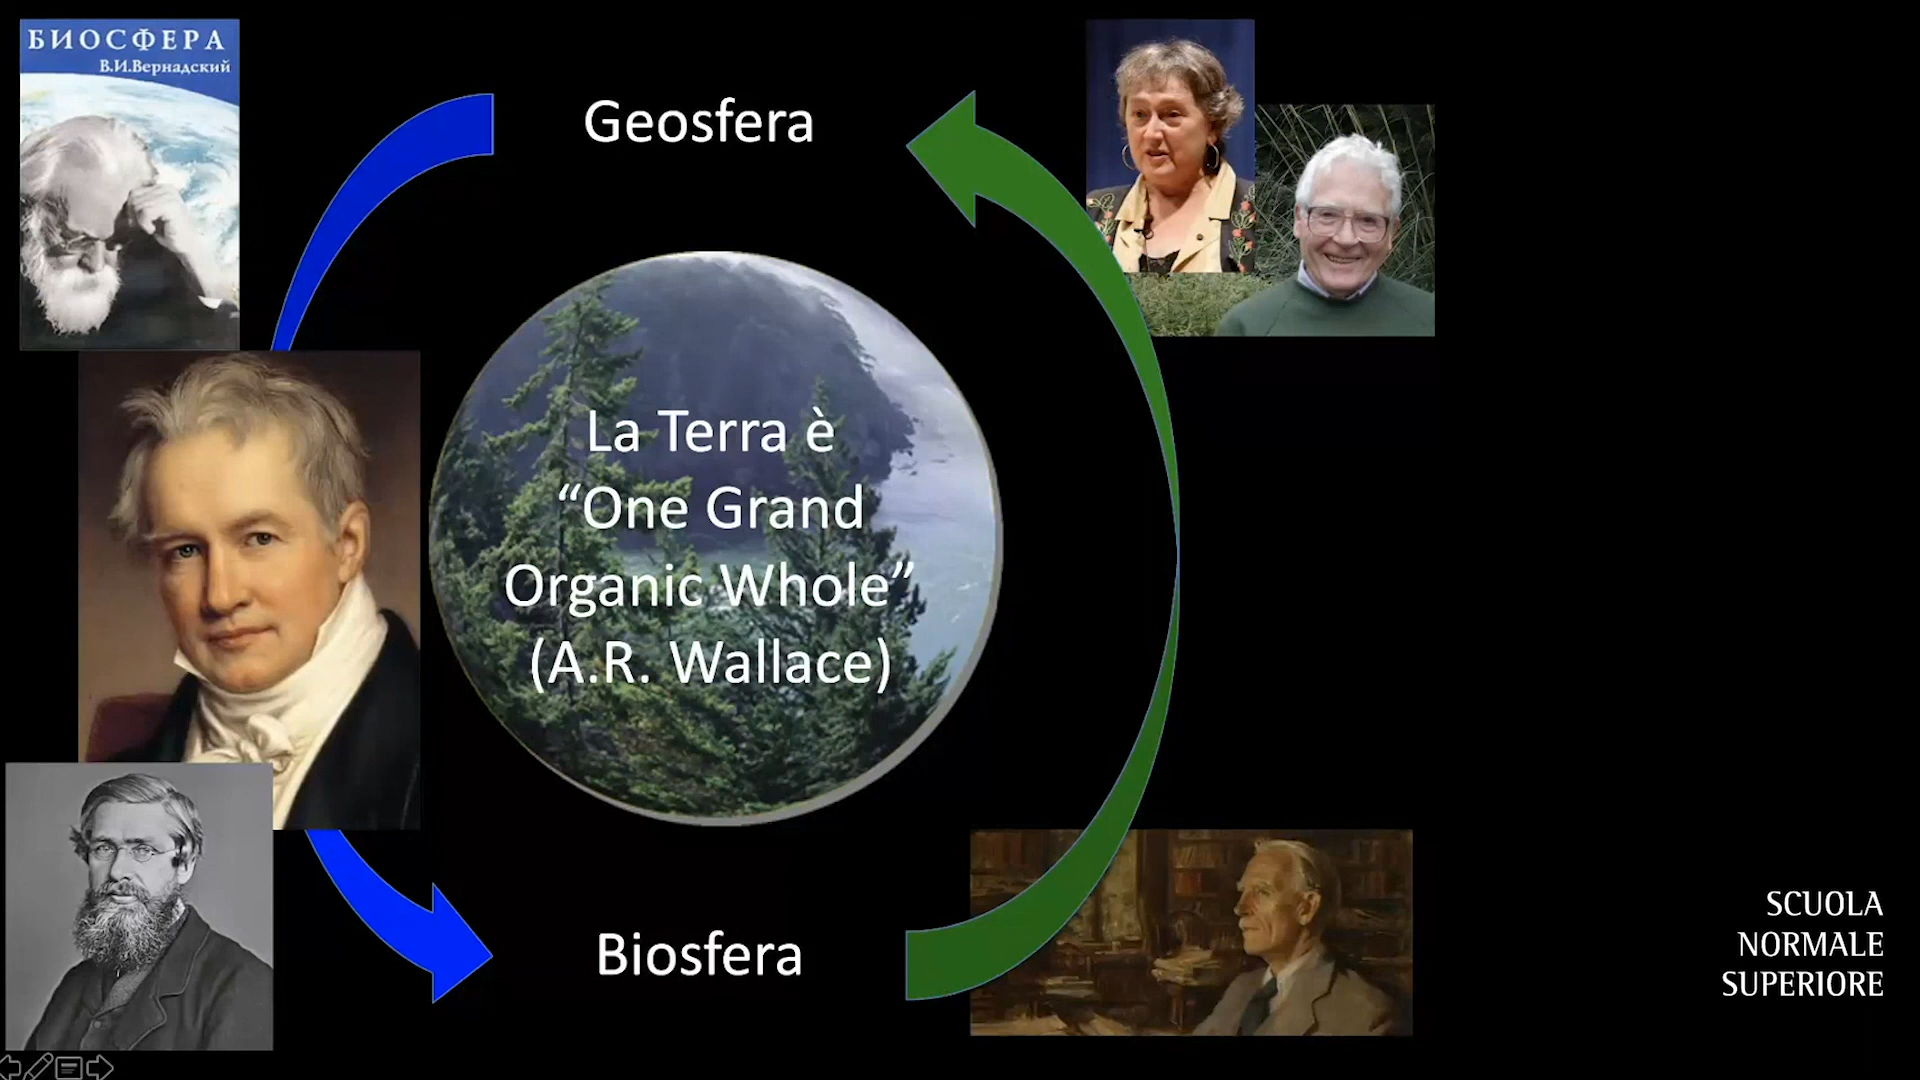 БИОСФЕРА
В.И.Вернадский
Geosfera
La Terra è
“One Grand
Organic Whole”
(A.R. Wallace)
Biosfera
SCUOLA
NORMALE
SUPERIORE